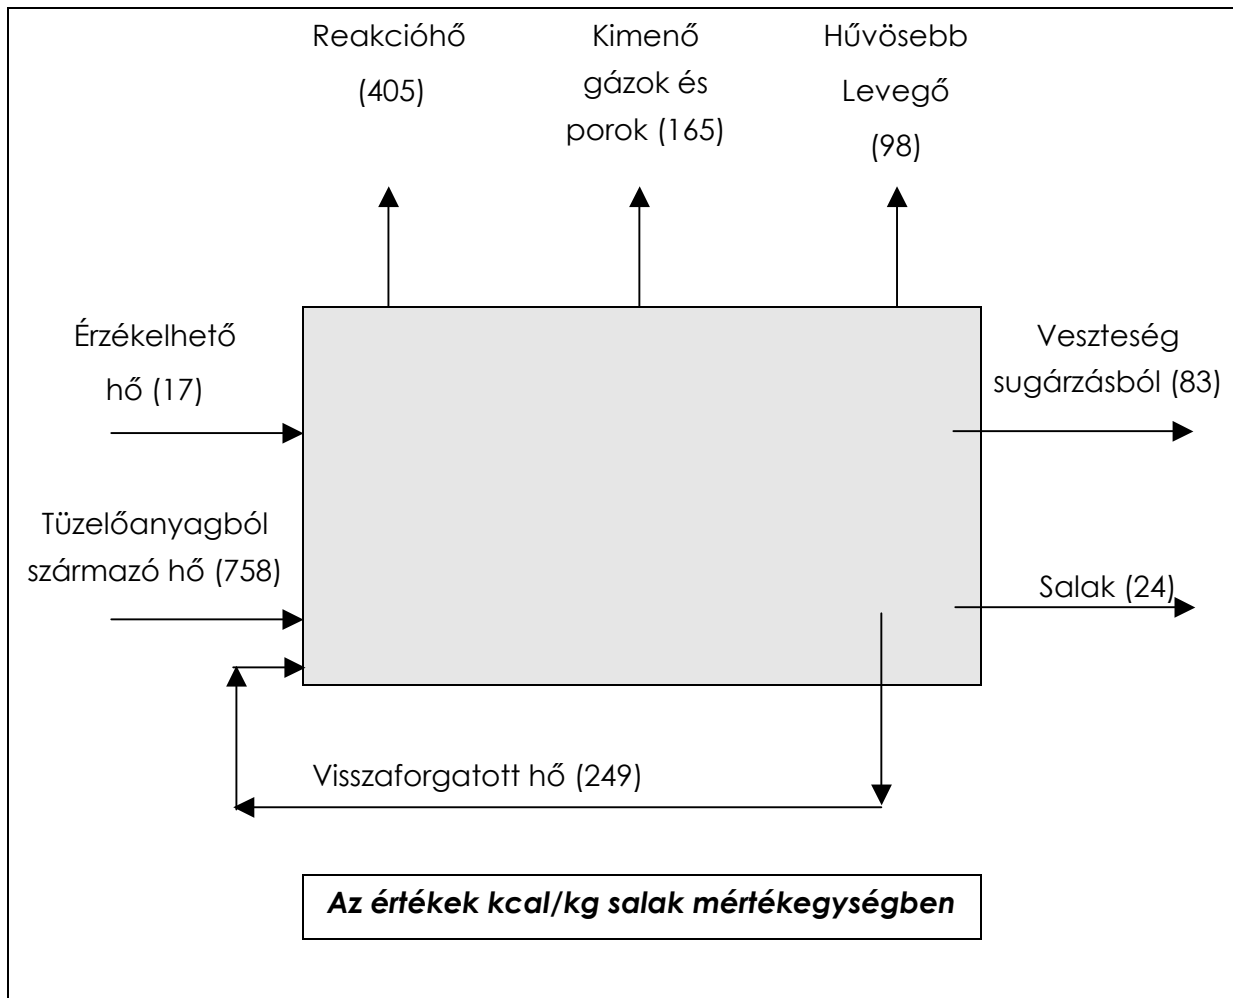 Reakcióhő
(405)
Kimenő
gázok és
porok (165)
Hűvösebb
Levegő
(98)
Érzékelhető
hő (17)
Veszteség
sugárzásból (83)
Tüzelőanyagból
származó hő (758)
Salak (24)
Visszaforgatott hő (249)
Az értékek kcal/kg salak mértékegységben